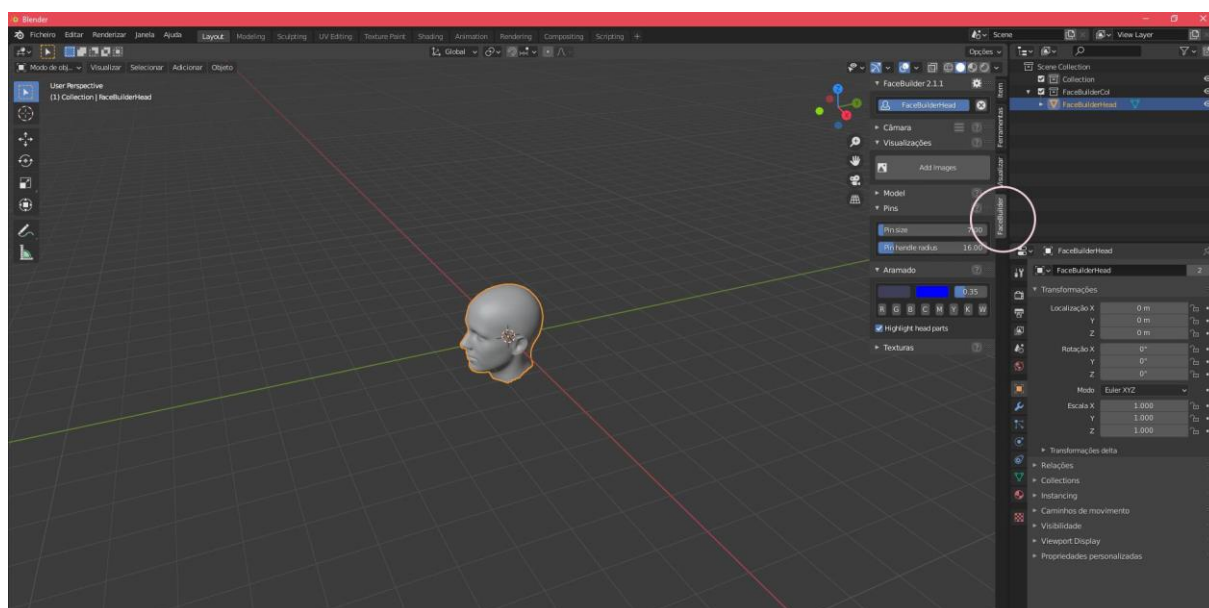 Blender
Ficheiro Editar Renderizar Janela Ajuda Layout Modeling Sculpting UV Editing Texture Paint Shading Animation Rendering Compositing Scripting + Scene View Layer
Global Opções
Modo de obj.. Visualizar Selecionar Adicionar Objeto
User Perspective
(1) Collection | FaceBuilderHead
FaceBuilder 2.1.1
FaceBuilderHead
Câmara
Visualizações
Add images
Model
Pins
Pin size 7.00
Pin handle radius 16.00
Aramado
0.35
R G B C M Y K W
Highlight head parts
Texturas
Item
Ferramentas
Visualizar
FaceBuilder
Scene Collection
Collection
FaceBuilderCol
FaceBuilderHead
FaceBuilderHead
FaceBuilderHead 2
Transformações
Localização X 0 m
Y 0 m
Z 0 m
Rotação X 0°
Y 0°
Z 0°
Modo Euler XYZ
Escala X 1.000
Y 1.000
Z 1.000
Transformações delta
Relações
Collections
Instancing
Caminhos de movimento
Visibilidade
Viewport Display
Propriedades personalizadas